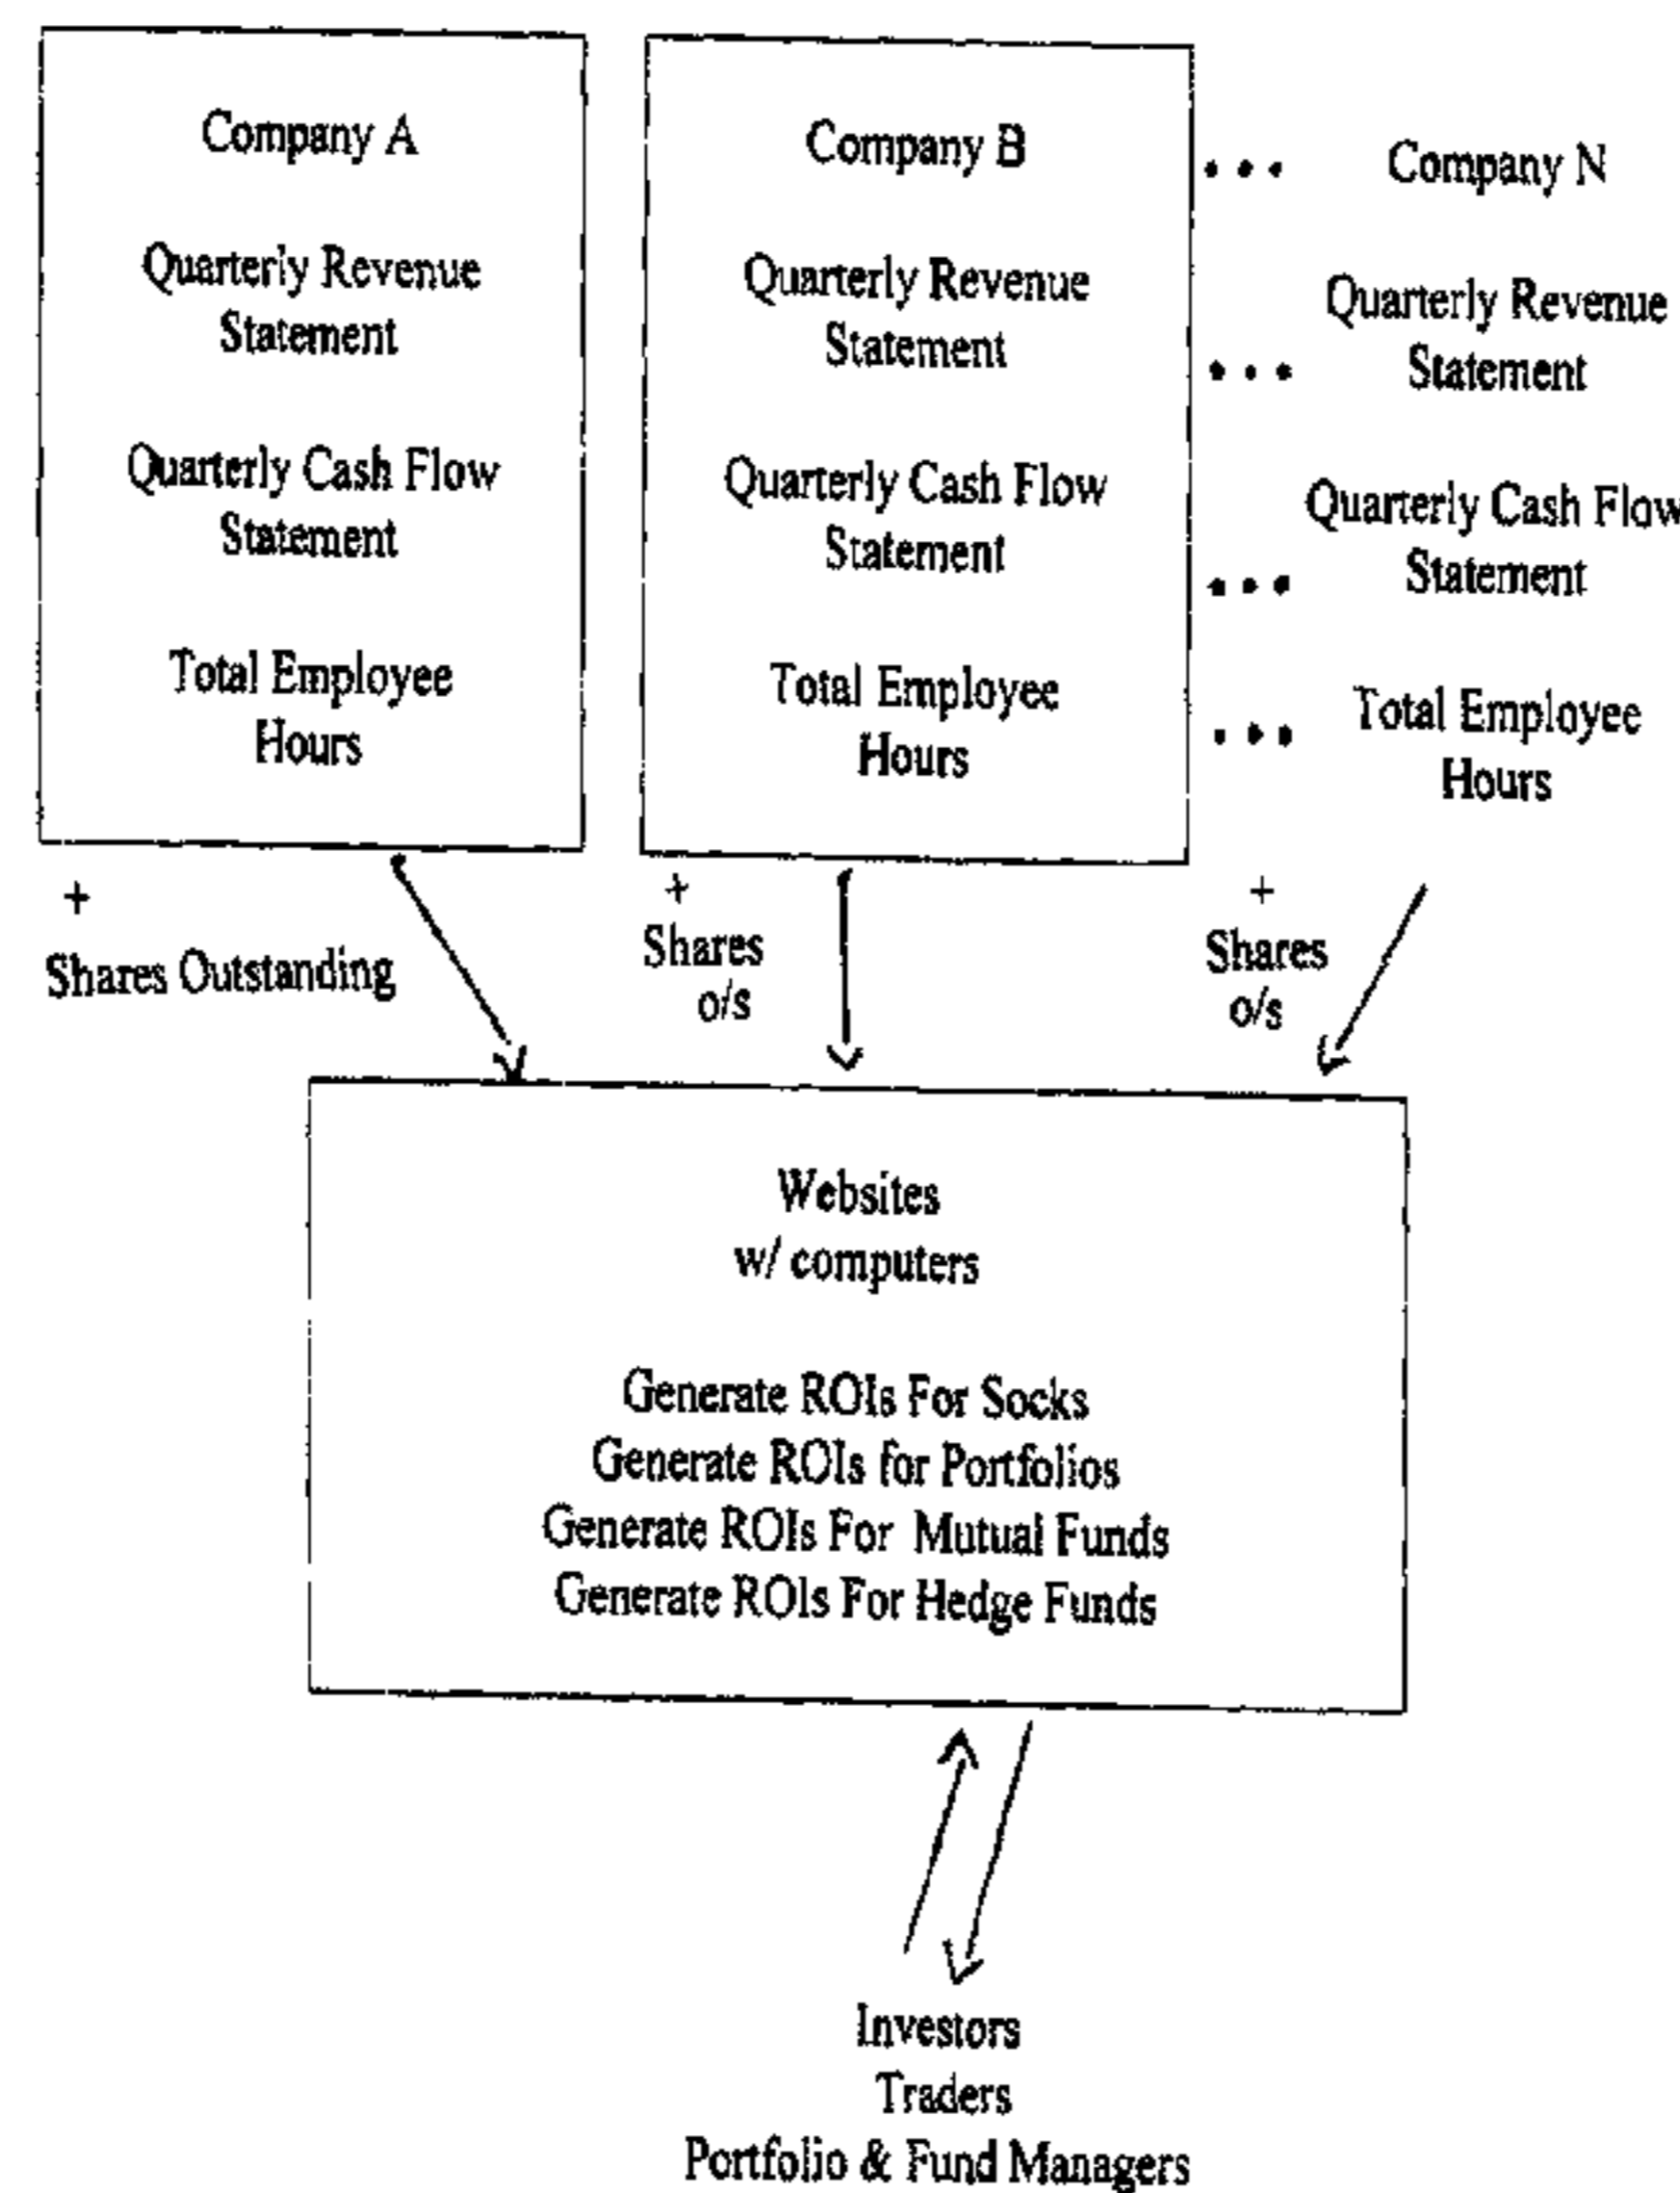 Company A
Quarterly Revenue
Statement
Quarterly Cash Flow
Statement
Total Employee
Hours
+
Shares Outstanding
Company B
Quarterly Revenue
Statement
Quarterly Cash Flow
Statement
Total Employee
Hours
+
Shares
o/s
• • • Company N
Quarterly Revenue
• • • Statement
Quarterly Cash Flow
• • • Statement
• • • Total Employee
Hours
+
Shares
o/s
Websites
w/ computers
Generate ROIs For Socks
Generate ROIs for Portfolios
Generate ROIs For Mutual Funds
Generate ROIs For Hedge Funds
Investors
Traders
Portfolio & Fund Managers